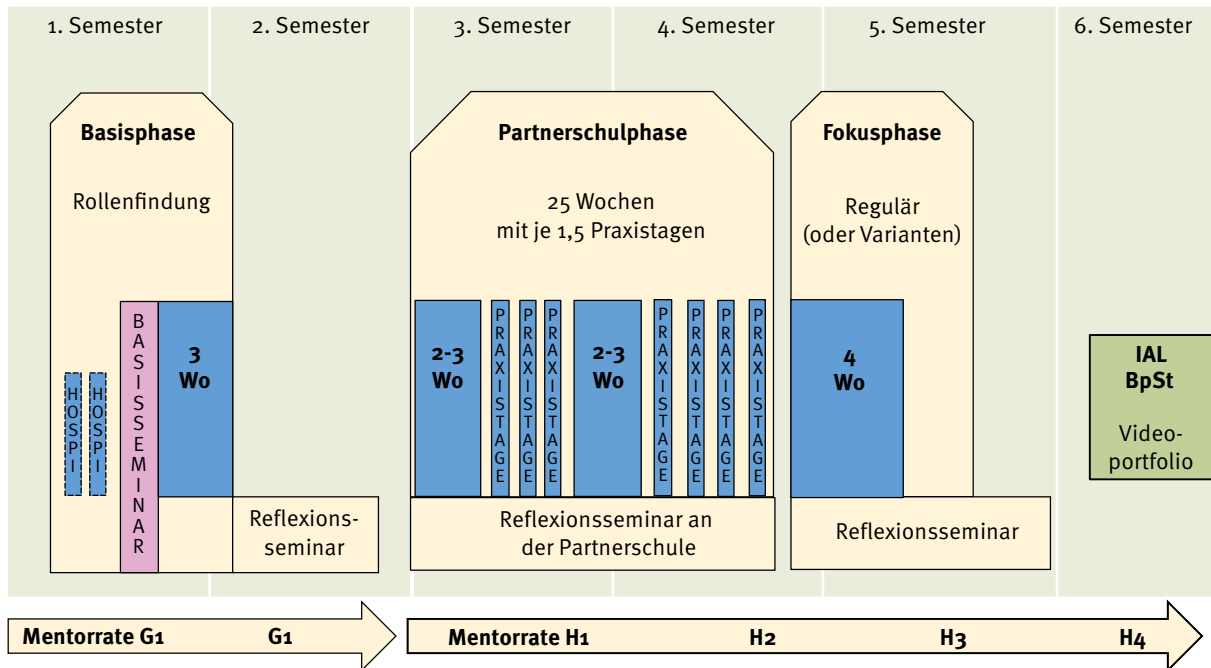 1. Semester
2. Semester
3. Semester
4. Semester
5. Semester
6. Semester
Basisphase
Rollenfindung
HOSPI
HOSPI
BASISSEMINAR
3
Wo
Reflexions-
seminar
Partnerschulphase
25 Wochen
mit je 1,5 Praxistagen
2-3
Wo
PRAXISTAGE
PRAXISTAGE
PRAXISTAGE
2-3
Wo
PRAXISTAGE
PRAXISTAGE
PRAXISTAGE
PRAXISTAGE
Reflexionsseminar an
der Partnerschule
Fokusphase
Regulär
(oder Varianten)
4
Wo
Reflexionsseminar
IAL
BpSt
Video-
portfolio
Mentorrate G1
G1
Mentorrate H1
H2
H3
H4